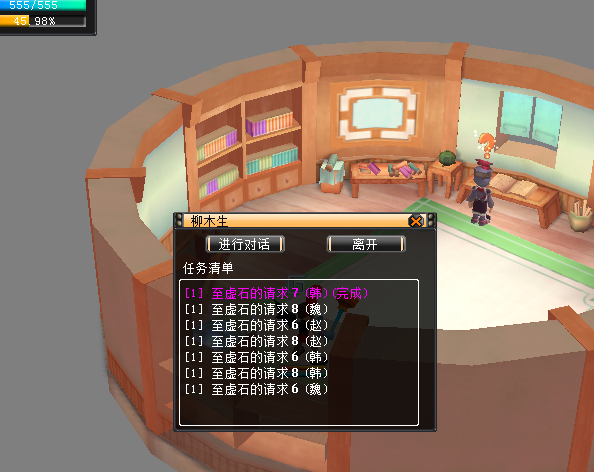 555/555
45.98%
柳木生
进行对话 离开
任务清单
[1] 至虚石的请求7(韩)(完成)
[1] 至虚石的请求8(魏)
[1] 至虚石的请求6(赵)
[1] 至虚石的请求8(赵)
[1] 至虚石的请求6(韩)
[1] 至虚石的请求8(韩)
[1] 至虚石的请求6(魏)